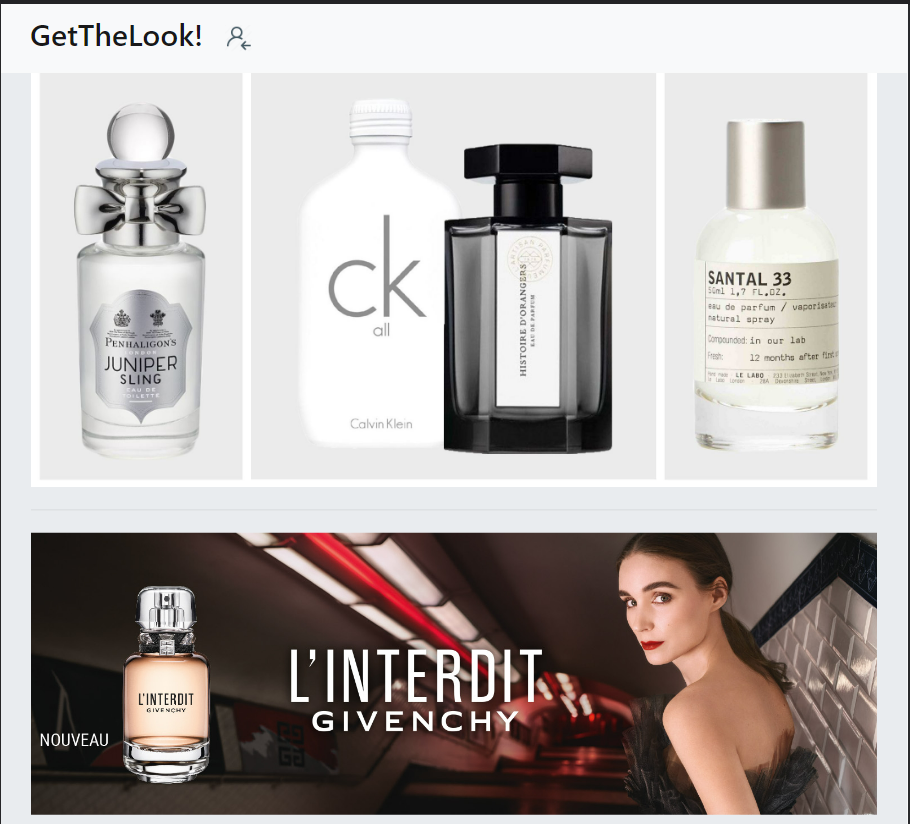 GetTheLook!
PENHALIGON'S
LONDON
JUNIPER
SLING
EAU DE
TOILETTE
ck
all
Calvin Klein
ARTISAN PARFUMEUR
HISTOIRE D'ORANGERS
EAU DE PARFUM
SANTAL 33
50ml 1,7 FL.OZ.
eau de parfum / vaporisateur
natural spray
Compounded: in our lab
Fresh: 12 months after first
LE LABO
NOUVEAU
L'INTERDIT
GIVENCHY
L'INTERDIT
GIVENCHY